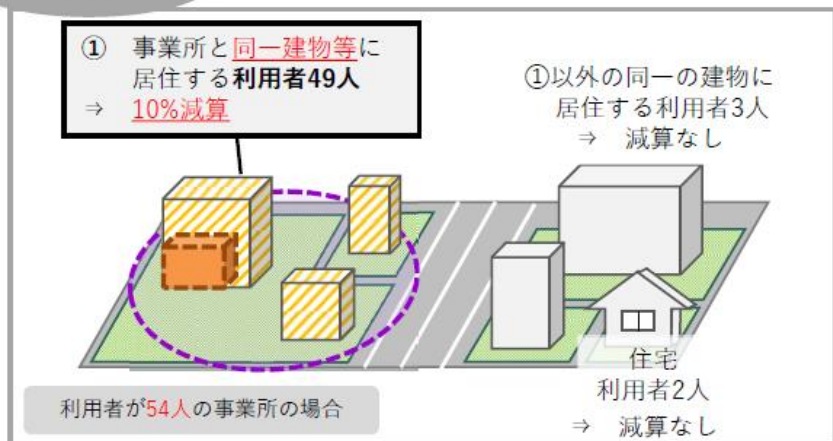 ① 事業所と同一建物等に
居住する利用者49人
⇒ 10%減算
①以外の同一の建物に
居住する利用者3人
⇒ 減算なし
住宅
利用者2人
⇒ 減算なし
利用者が54人の事業所の場合